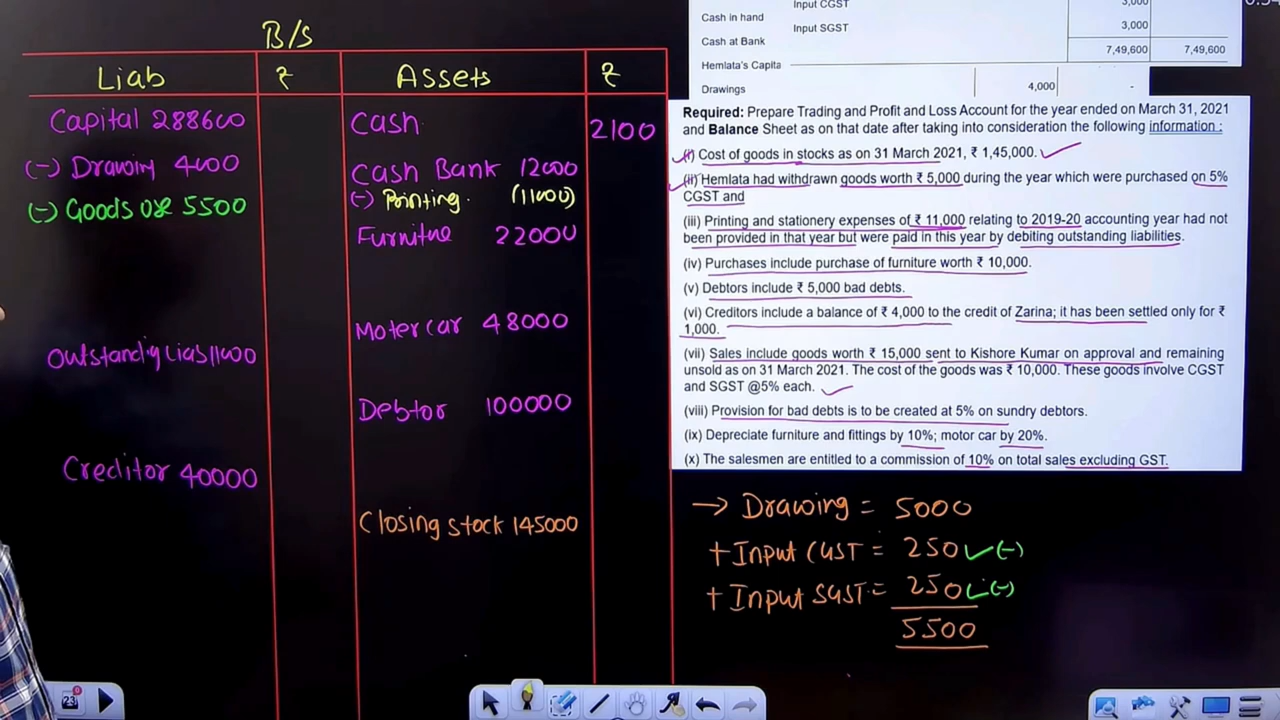 B/S
Liab ₹ Assets ₹
Capital 288600 Cash 2100
(-) Drawing 4000 Cash Bank 12000
(-) Goods use 5500 (-) Printing. (11000)
Furniture 22000
Motercar 48000
Outstandig Liab 11000
Debtor 100000
Creditor 40000
Closing stock 145000
Input CGST 3,000
Cash in hand
Input SGST 3,000
Cash at Bank
7,49,600 7,49,600
Hemlata's Capita
Drawings 4,000 -
Required: Prepare Trading and Profit and Loss Account for the year ended on March 31, 2021
and Balance Sheet as on that date after taking into consideration the following information :
(i) Cost of goods in stocks as on 31 March 2021, ₹ 1,45,000.
(ii) Hemlata had withdrawn goods worth ₹ 5,000 during the year which were purchased on 5%
CGST and
(iii) Printing and stationery expenses of ₹ 11,000 relating to 2019-20 accounting year had not
been provided in that year but were paid in this year by debiting outstanding liabilities.
(iv) Purchases include purchase of furniture worth ₹ 10,000.
(v) Debtors include ₹ 5,000 bad debts.
(vi) Creditors include a balance of ₹ 4,000 to the credit of Zarina; it has been settled only for ₹
1,000.
(vii) Sales include goods worth ₹ 15,000 sent to Kishore Kumar on approval and remaining
unsold as on 31 March 2021. The cost of the goods was ₹ 10,000. These goods involve CGST
and SGST @5% each.
(viii) Provision for bad debts is to be created at 5% on sundry debtors.
(ix) Depreciate furniture and fittings by 10%; motor car by 20%.
(x) The salesmen are entitled to a commission of 10% on total sales excluding GST.
→ Drawing = 5000
+ Input CGST = 250 ✓ (-)
+ Input SGST = 250 ✓ (-)
5500
23